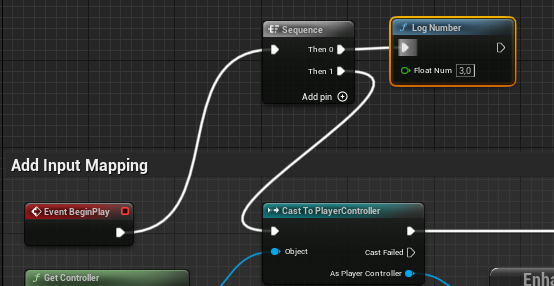 Sequence
Then 0
Then 1
Add pin
f Log Number
Float Num 3,0
Add Input Mapping
Event BeginPlay
Cast To PlayerController
Object
Cast Failed
As Player Controller
f Get Controller
Enha